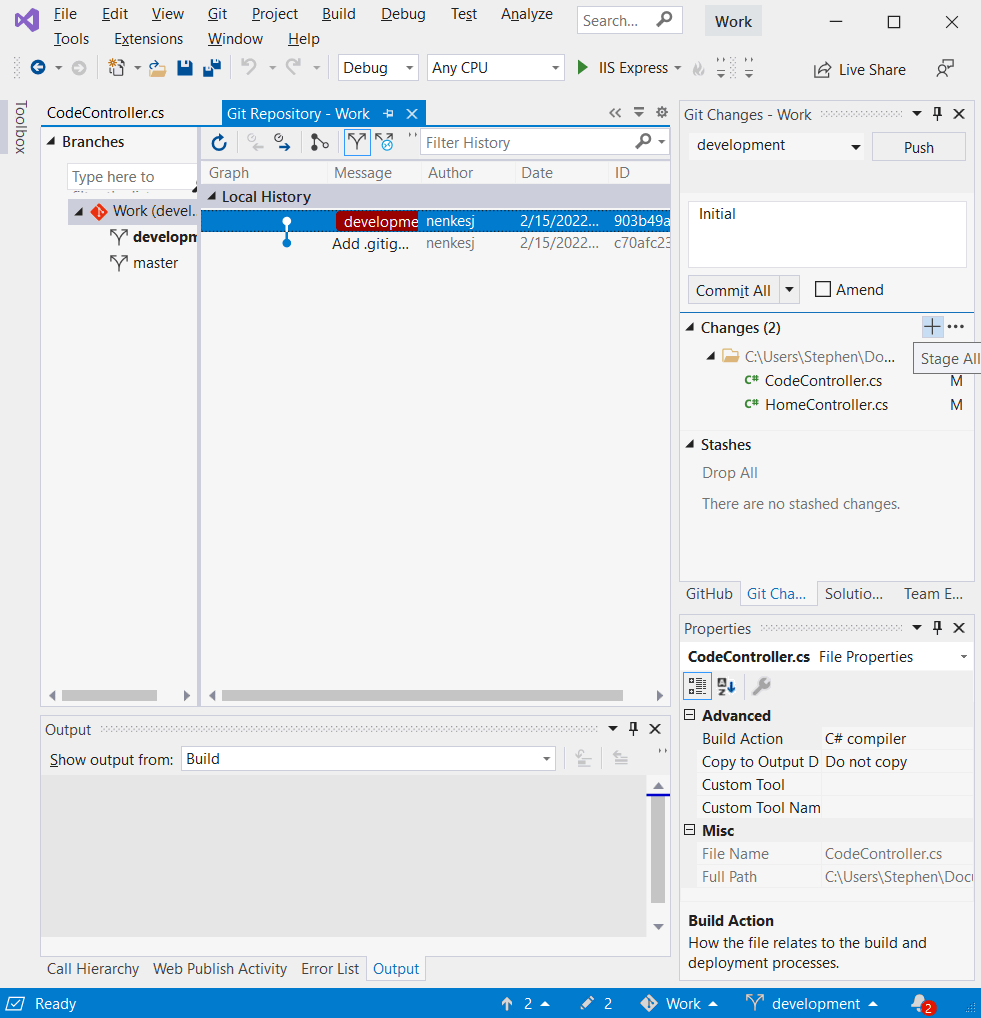 File Edit View Git Project Build Debug Test Analyze
Tools Extensions Window Help
Search...
Work
Debug
Any CPU
IIS Express
Live Share
Toolbox
CodeController.cs
Git Repository - Work
Branches
Type here to
Work (devel...
developm
master
Filter History
Graph Message Author Date ID
Local History
developme nenkesj 2/15/2022... 903b49a
Add .gitig... nenkesj 2/15/2022... c70afc23
Git Changes - Work
development
Push
Initial
Commit All
Amend
Changes (2)
C:\Users\Stephen\Do...
Stage All
C# CodeController.cs M
C# HomeController.cs M
Stashes
Drop All
There are no stashed changes.
GitHub Git Cha... Solutio... Team E...
Properties
CodeController.cs File Properties
Advanced
Build Action C# compiler
Copy to Output D Do not copy
Custom Tool
Custom Tool Nam
Misc
File Name CodeController.cs
Full Path C:\Users\Stephen\Docu
Build Action
How the file relates to the build and
deployment processes.
Output
Show output from: Build
Call Hierarchy Web Publish Activity Error List Output
Ready
2
2
Work
development
2